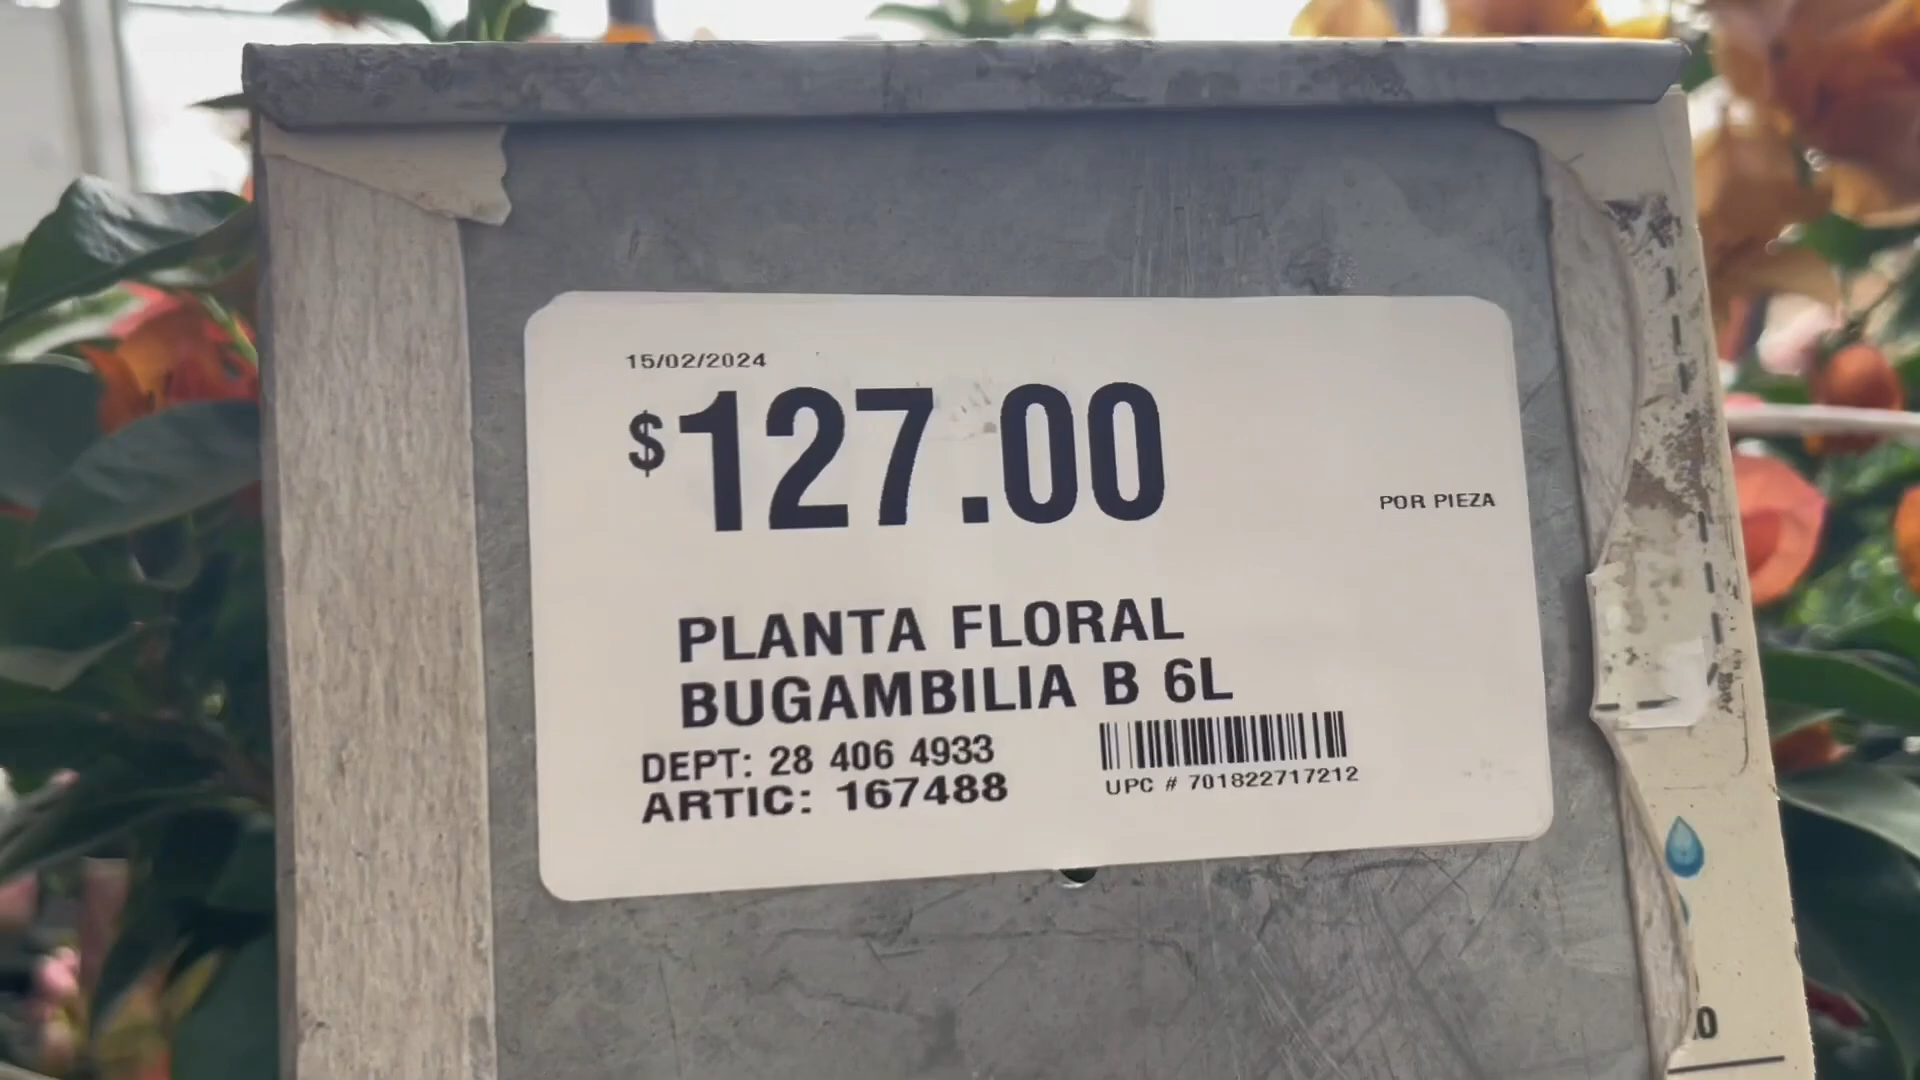 15/02/2024
$127.00
POR PIEZA
PLANTA FLORAL
BUGAMBILIA B 6L
DEPT: 28 406 4933
ARTIC: 167488
UPC # 701822717212